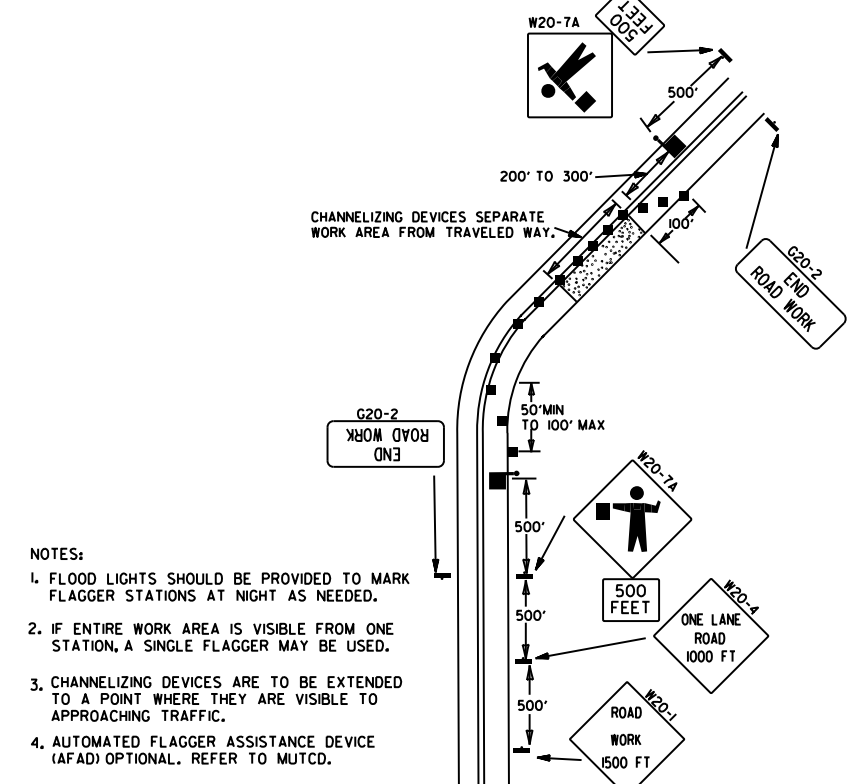 500
FEET
W20-7A
500'
200' TO 300'
CHANNELIZING DEVICES SEPARATE
WORK AREA FROM TRAVELED WAY.
100'
G20-2
END
ROAD WORK
50'MIN
TO 100' MAX
G20-2
END
ROAD WORK
W20-7A
500'
500
FEET
500'
W20-4
ONE LANE
ROAD
1000 FT
500'
W20-1
ROAD
WORK
1500 FT
NOTES:
1. FLOOD LIGHTS SHOULD BE PROVIDED TO MARK
FLAGGER STATIONS AT NIGHT AS NEEDED.
2. IF ENTIRE WORK AREA IS VISIBLE FROM ONE
STATION, A SINGLE FLAGGER MAY BE USED.
3. CHANNELIZING DEVICES ARE TO BE EXTENDED
TO A POINT WHERE THEY ARE VISIBLE TO
APPROACHING TRAFFIC.
4. AUTOMATED FLAGGER ASSISTANCE DEVICE
(AFAD) OPTIONAL. REFER TO MUTCD.